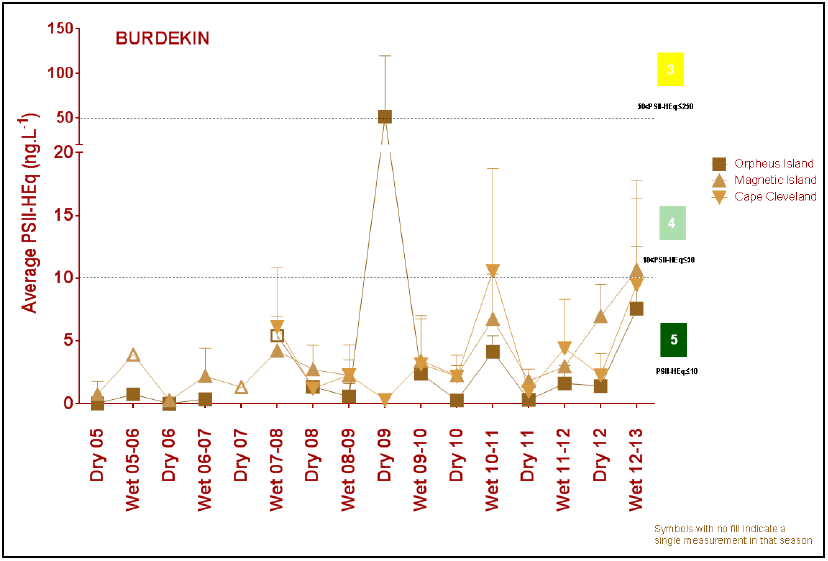 BURDEKIN
Average PSII-HEq (ng.L-1)
150
100
50
20
15
10
5
0
Dry 05
Wet 05-06
Dry 06
Wet 06-07
Dry 07
Wet 07-08
Dry 08
Wet 08-09
Dry 09
Wet 09-10
Dry 10
Wet 10-11
Dry 11
Wet 11-12
Dry 12
Wet 12-13
3
50<PSII-HEq≤250
Orpheus Island
Magnetic Island
Cape Cleveland
4
10<PSII-HEq≤50
5
PSII-HEq≤10
Symbols with no fill indicate a
single measurement in that season